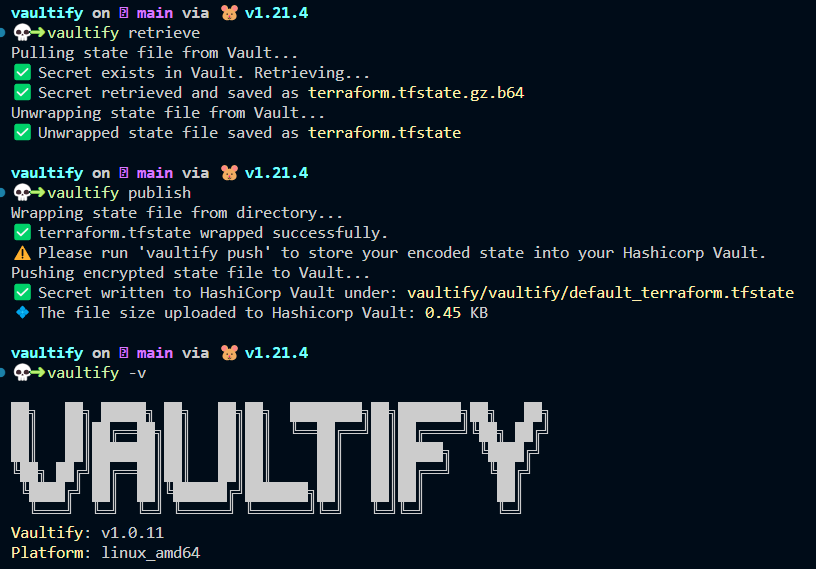 vaultify on main via v1.21.4
vaultify retrieve
Pulling state file from Vault...
Secret exists in Vault. Retrieving...
Secret retrieved and saved as terraform.tfstate.gz.b64
Unwrapping state file from Vault...
Unwrapped state file saved as terraform.tfstate
vaultify on main via v1.21.4
vaultify publish
Wrapping state file from directory...
terraform.tfstate wrapped successfully.
Please run 'vaultify push' to store your encoded state into your Hashicorp Vault.
Pushing encrypted state file to Vault...
Secret written to HashiCorp Vault under: vaultify/vaultify/default_terraform.tfstate
The file size uploaded to Hashicorp Vault: 0.45 KB
vaultify on main via v1.21.4
vaultify -v
VAULTIFY
Vaultify: v1.0.11
Platform: linux_amd64